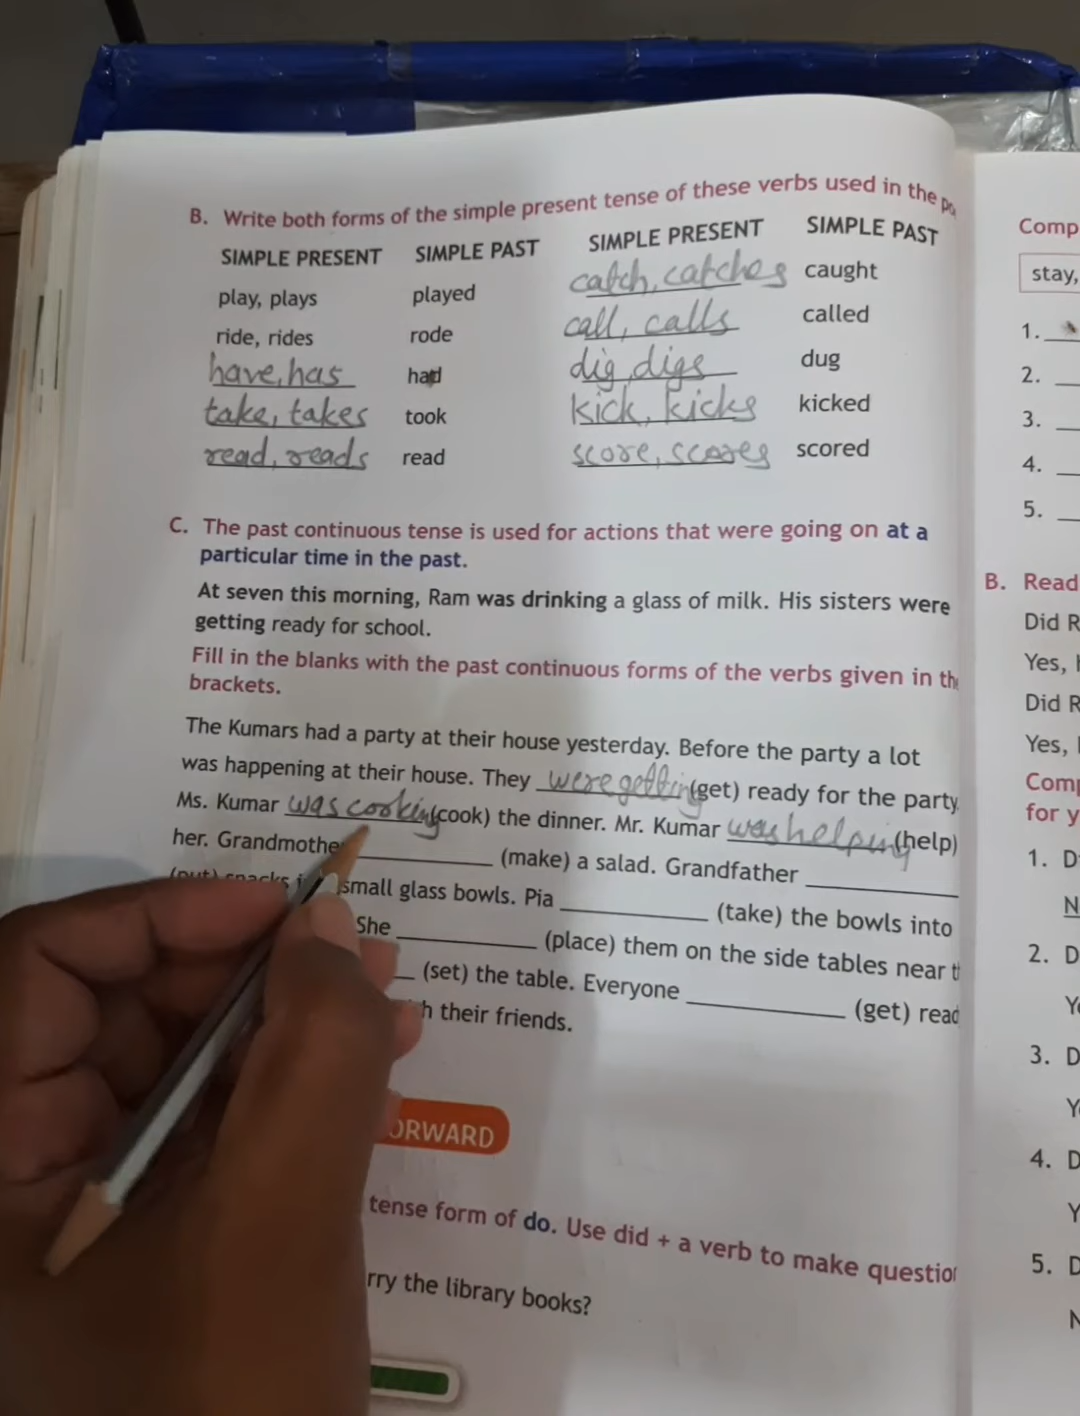 B. Write both forms of the simple present tense of these verbs used in the
SIMPLE PRESENT SIMPLE PAST SIMPLE PRESENT SIMPLE PAST
play, plays played catch, catches caught
ride, rides rode call, calls called
have, has had dig, digs dug
take, takes took kick, kicks kicked
read, reads read score, scores scored
C. The past continuous tense is used for actions that were going on at a
particular time in the past.
At seven this morning, Ram was drinking a glass of milk. His sisters were
getting ready for school.
Fill in the blanks with the past continuous forms of the verbs given in the
brackets.
The Kumars had a party at their house yesterday. Before the party a lot
was happening at their house. They were getting (get) ready for the party.
Ms. Kumar was cooking (cook) the dinner. Mr. Kumar was helping (help)
her. Grandmother (make) a salad. Grandfather
(put) snacks small glass bowls. Pia (take) the bowls into
She (place) them on the side tables near
(set) the table. Everyone (get)
their friends.
ORWARD
tense form of do. Use did + a verb to make
the library books?
Comp
stay,
1.
2.
3.
4.
5.
B. Read
Did R
Yes,
Did R
Yes,
Comp
for y
1. D
N
2. D
Y
3. D
Y
4. D
Y
5. D
N